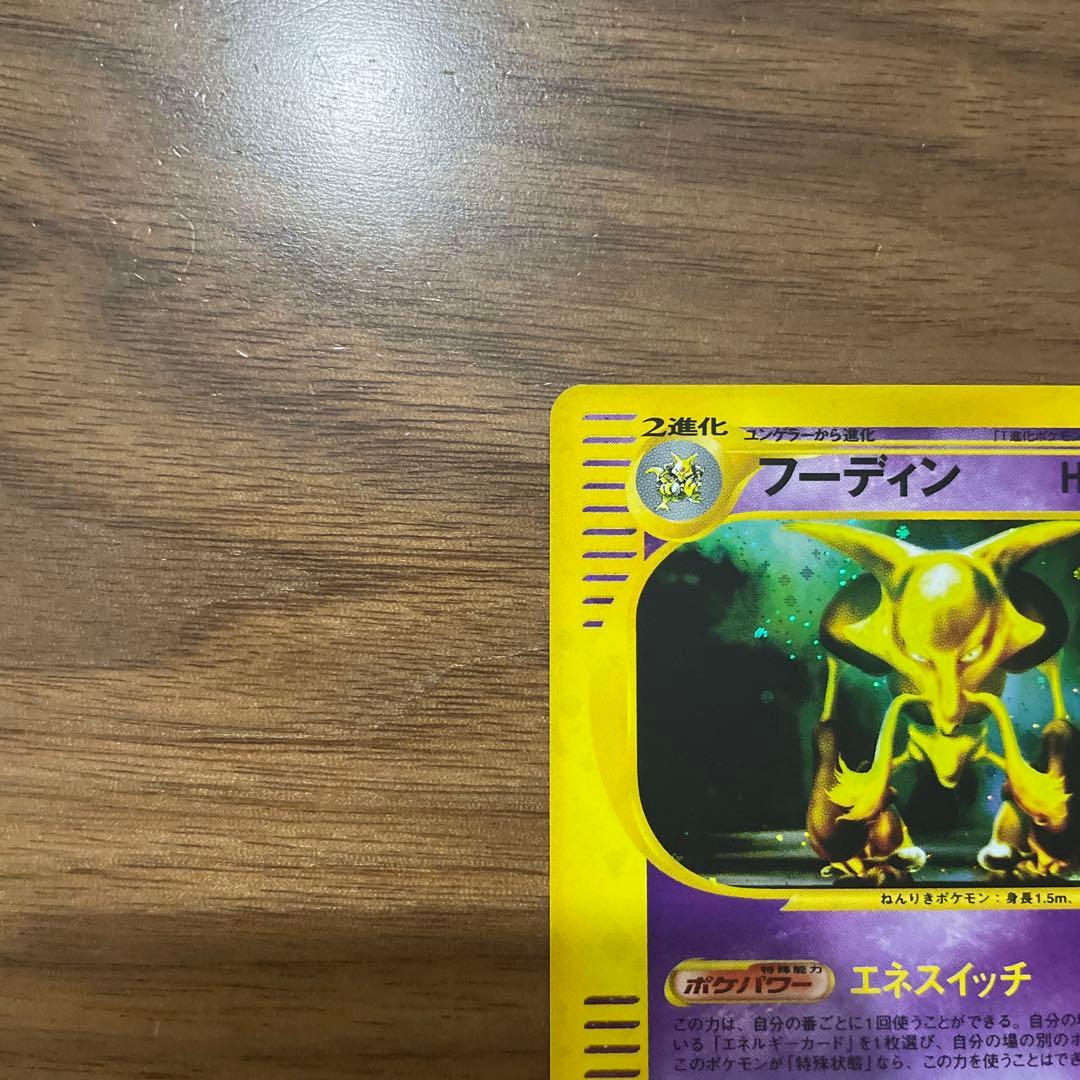 2進化
ユンゲラーから進化
「1進化ポケモン
フーディン H
ねんりきポケモン：身長1.5m、
特殊能力
ポケパワー
エネスイッチ
この力は、自分の番ごとに1回使うことができる。自分の場
いる「エネルギーカード」を1枚選び、自分の場の別のポ
このポケモンが「特殊状態」なら、この力を使うことはでき